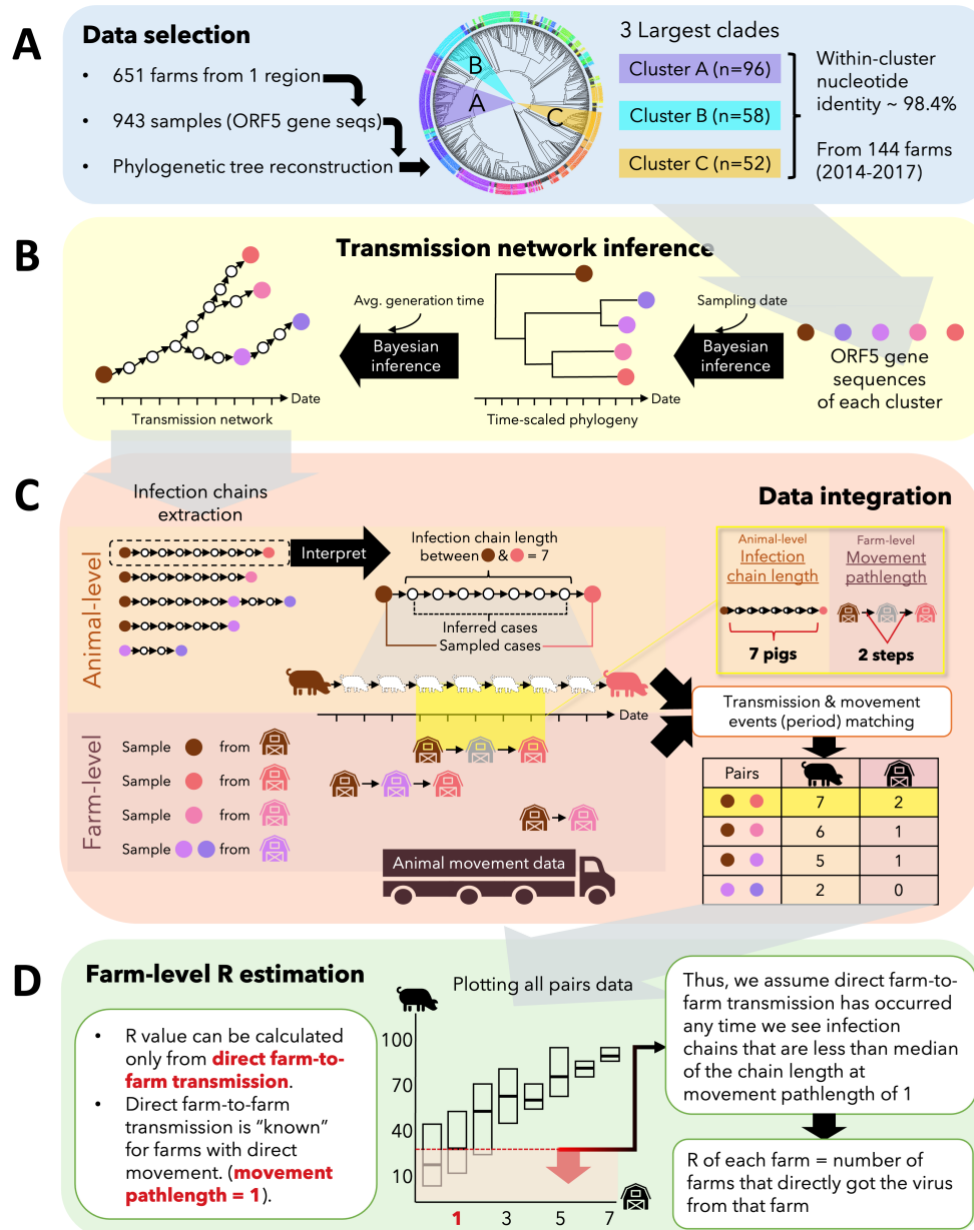 A
Data selection
• 651 farms from 1 region
• 943 samples (ORF5 gene seqs)
• Phylogenetic tree reconstruction
B
A
C
3 Largest clades
Cluster A (n=96)
Cluster B (n=58)
Cluster C (n=52)
Within-cluster
nucleotide
identity ~ 98.4%
From 144 farms
(2014-2017)
B
Transmission network inference
Avg. generation time
Bayesian
inference
Sampling date
Bayesian
inference
ORF5 gene
sequences
of each cluster
Date
Transmission network
Date
Time-scaled phylogeny
C
Data integration
Infection chains
extraction
Animal-level
Interpret
Infection chain length
between & = 7
Inferred cases
Sampled cases
Animal-level
Infection
chain length
7 pigs
Farm-level
Movement
pathlength
2 steps
Date
Transmission & movement
events (period) matching
Farm-level
Sample from
Sample from
Sample from
Sample from
Animal movement data
Pairs
7 2
6 1
5 1
2 0
D
Farm-level R estimation
• R value can be calculated
only from direct farm-to-
farm transmission.
• Direct farm-to-farm
transmission is “known”
for farms with direct
movement. (movement
pathlength = 1).
Plotting all pairs data
100
70
40
10
1 3 5 7
Thus, we assume direct farm-to-
farm transmission has occurred
any time we see infection
chains that are less than median
of the chain length at
movement pathlength of 1
R of each farm = number of
farms that directly got the virus
from that farm